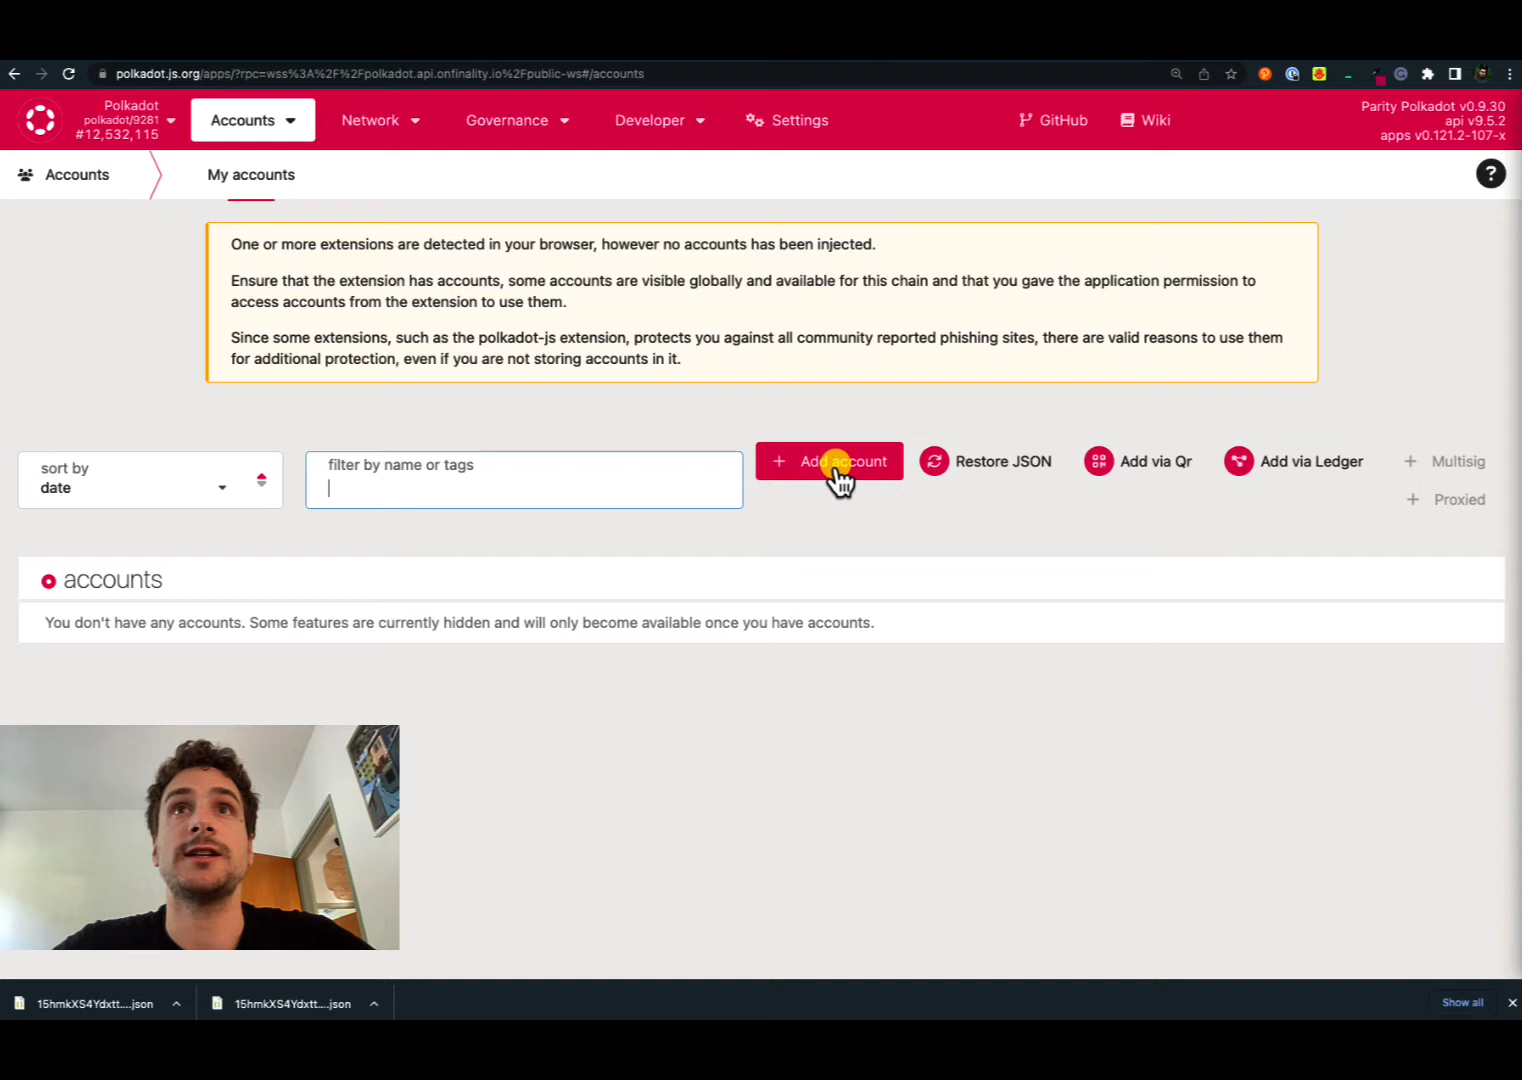 polkadot.js.org/apps/?rpc=wss%3A%2F%2Fpolkadot.api.onfinality.io%2Fpublic-ws#/accounts
Polkadot
polkadot/9281
#12,532,115
Accounts
Network
Governance
Developer
Settings
GitHub
Wiki
Parity Polkadot v0.9.30
api v9.5.2
apps v0.121.2-107-x
Accounts
My accounts
?
One or more extensions are detected in your browser, however no accounts has been injected.
Ensure that the extension has accounts, some accounts are visible globally and available for this chain and that you gave the application permission to
access accounts from the extension to use them.
Since some extensions, such as the polkadot-js extension, protects you against all community reported phishing sites, there are valid reasons to use them
for additional protection, even if you are not storing accounts in it.
sort by
date
filter by name or tags
+ Add account
Restore JSON
Add via Qr
Add via Ledger
+ Multisig
+ Proxied
accounts
You don't have any accounts. Some features are currently hidden and will only become available once you have accounts.
15hmkXS4Ydxtt....json
15hmkXS4Ydxtt....json
Show all